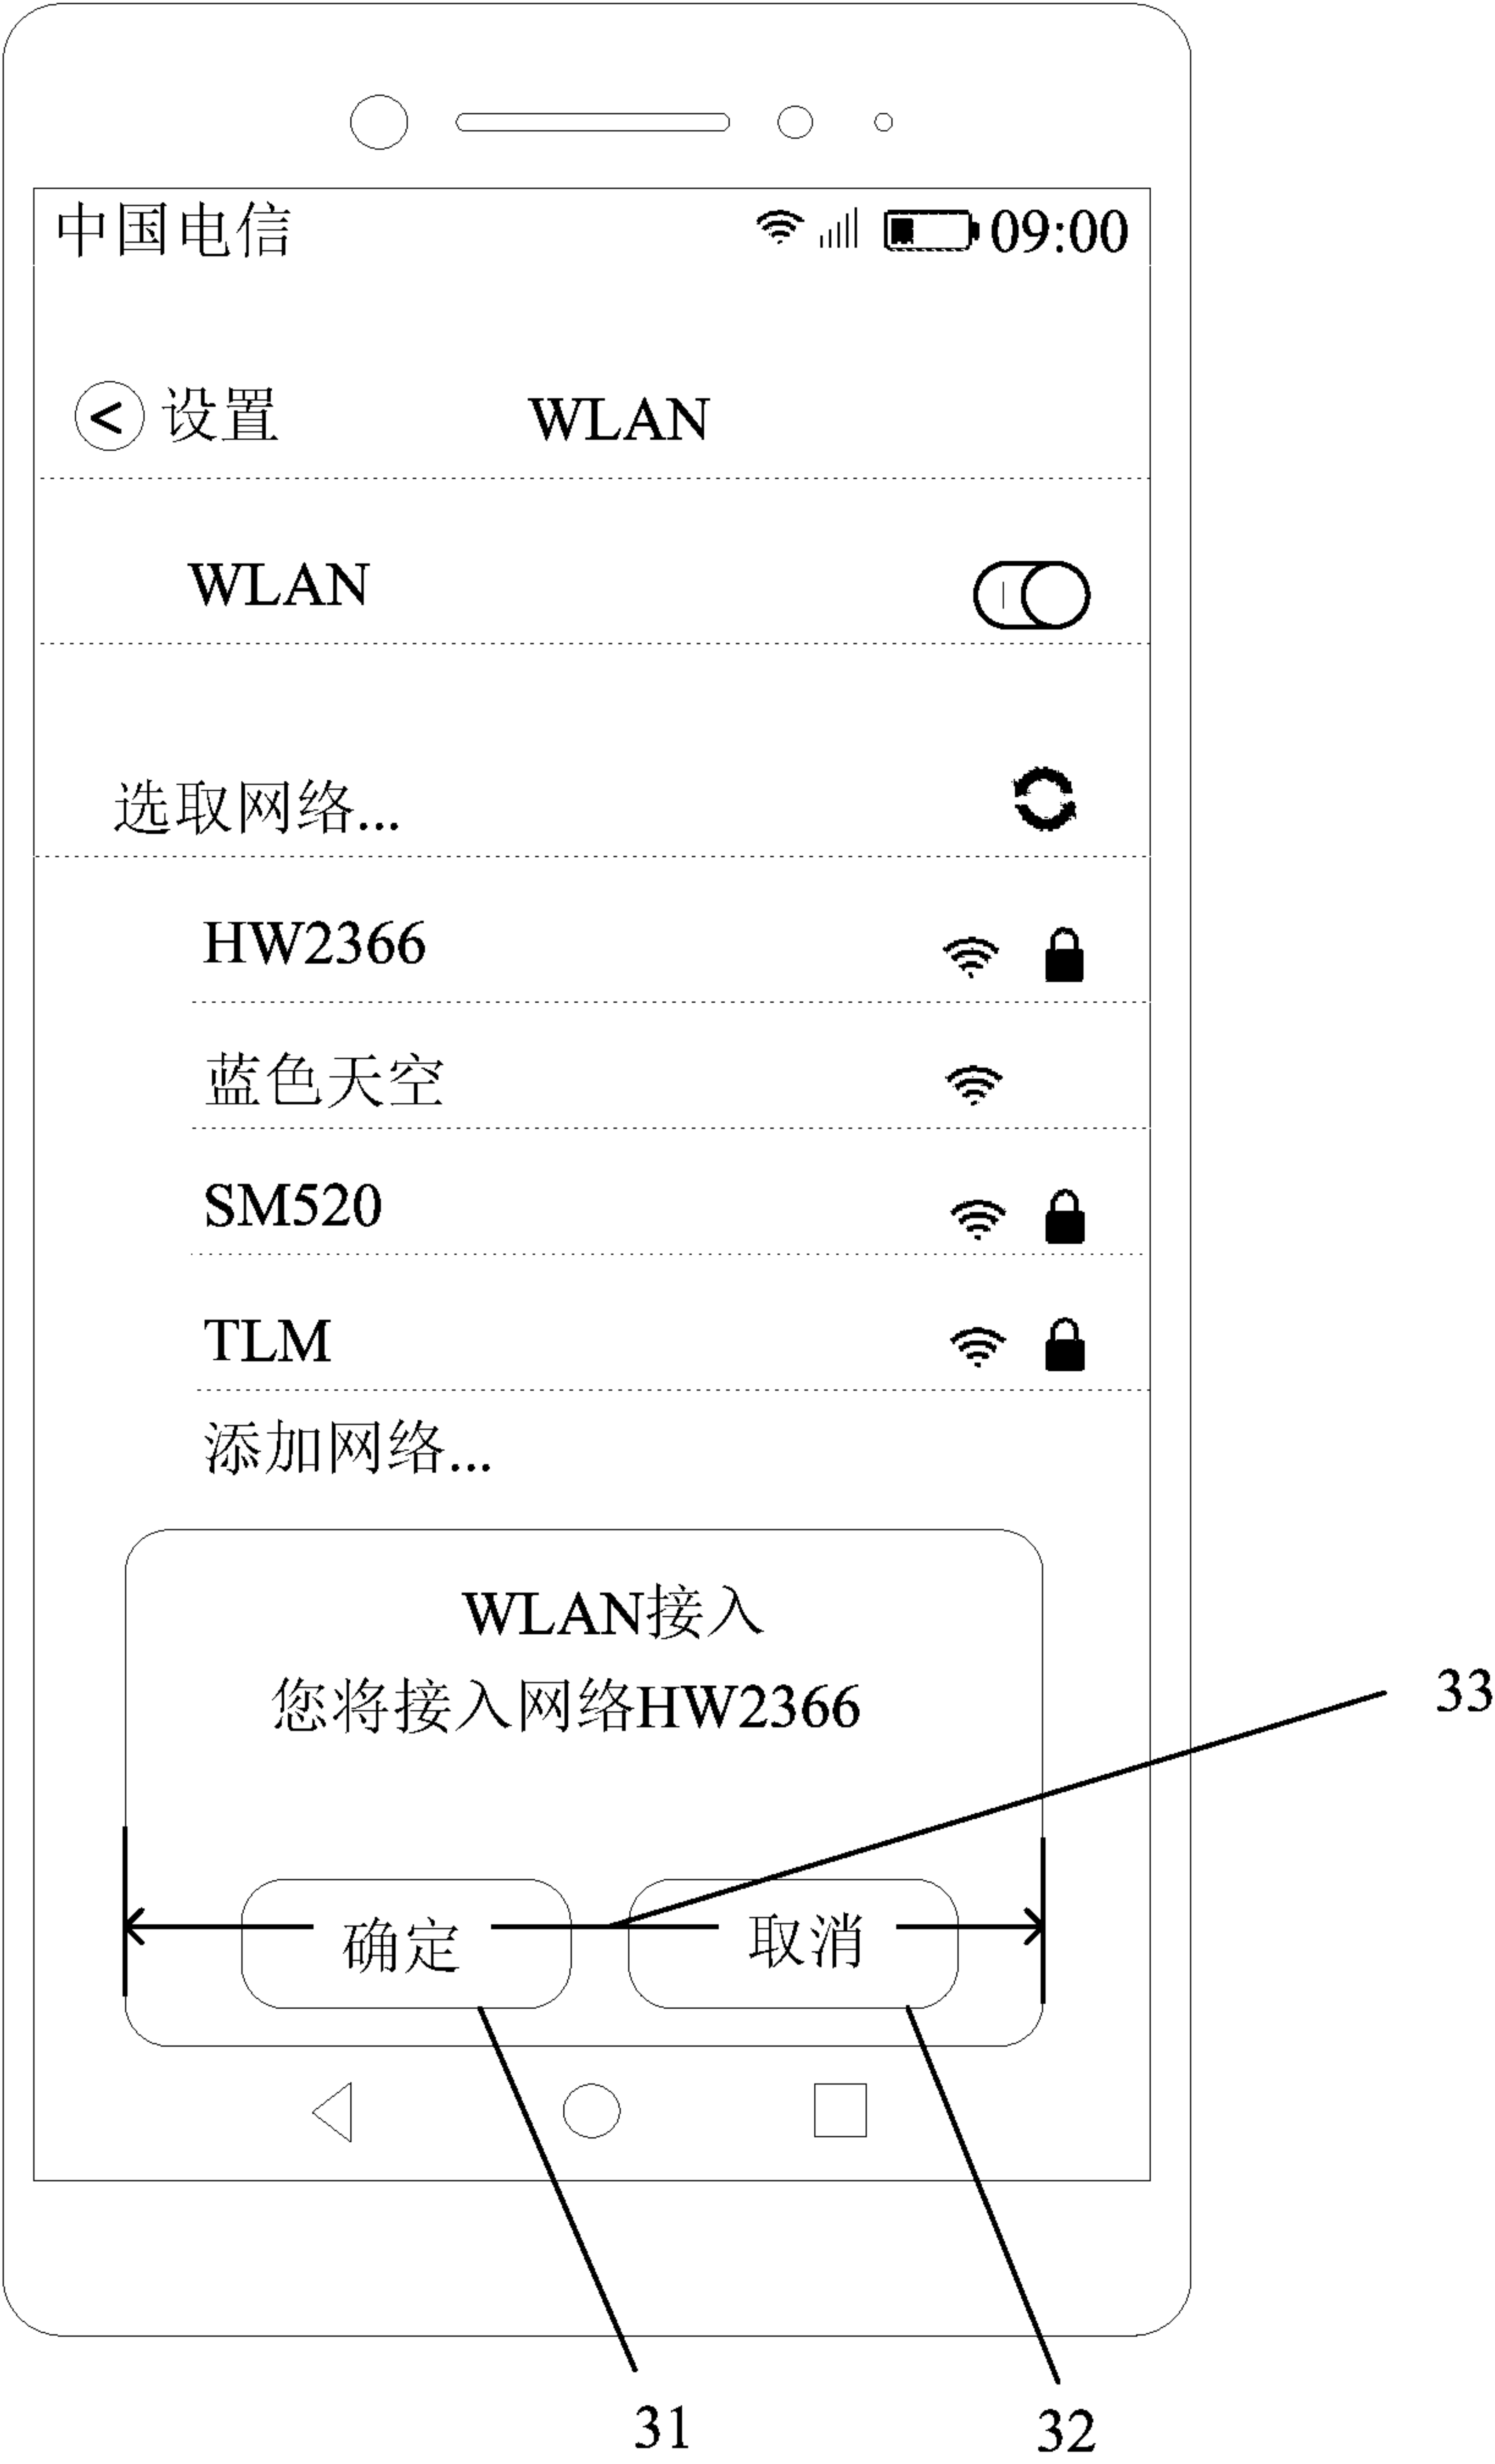 中国电信 09:00
< 设置 WLAN
WLAN
选取网络...
HW2366
蓝色天空
SM520
TLM
添加网络...
WLAN接入
您将接入网络HW2366
33
确定 取消
31 32